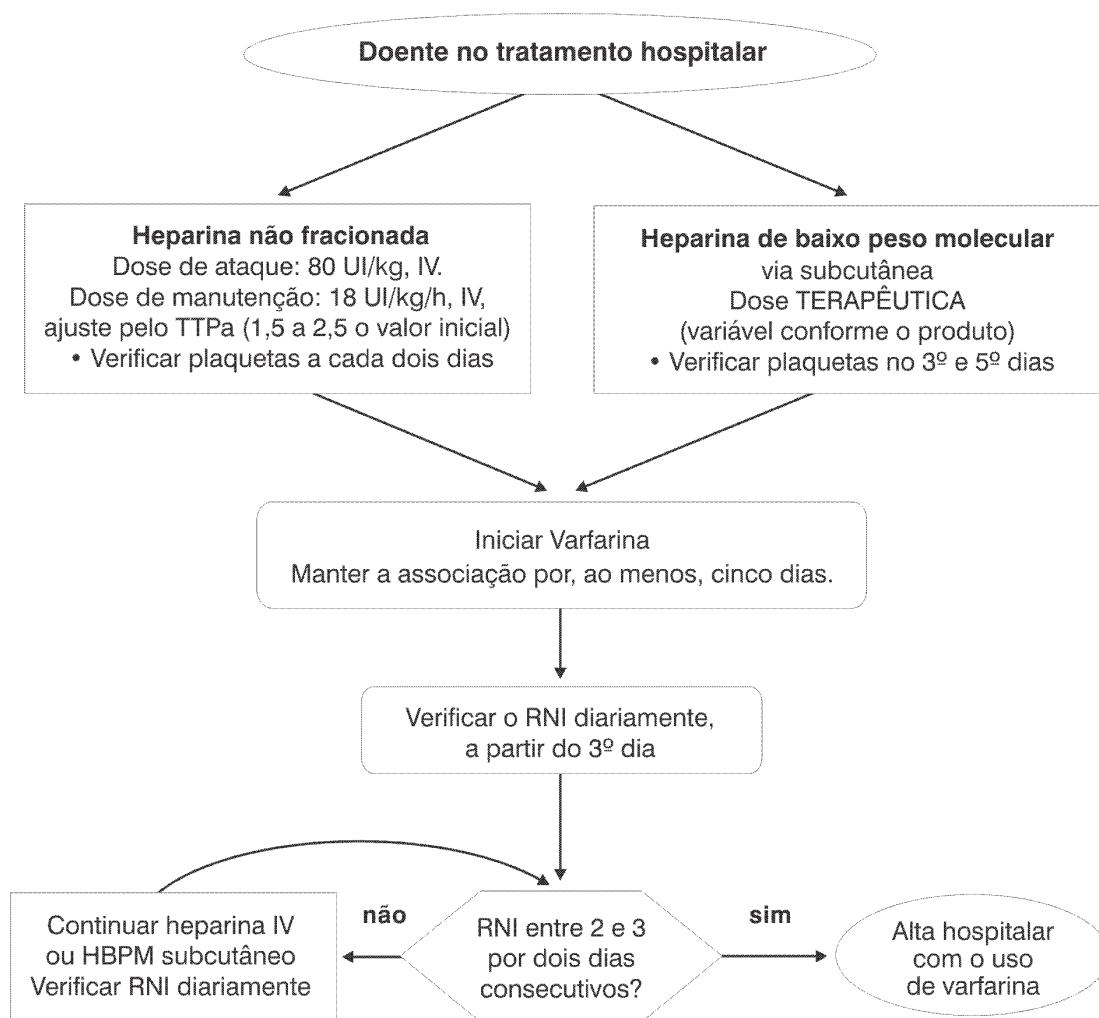 Doente no tratamento hospitalar
Heparina não fracionada
Dose de ataque: 80 UI/kg, IV.
Dose de manutenção: 18 UI/kg/h, IV,
ajuste pelo TTPa (1,5 a 2,5 o valor inicial)
• Verificar plaquetas a cada dois dias
Heparina de baixo peso molecular
via subcutânea
Dose TERAPÊUTICA
(variável conforme o produto)
• Verificar plaquetas no 3º e 5º dias
Iniciar Varfarina
Manter a associação por, ao menos, cinco dias.
Verificar o RNI diariamente,
a partir do 3º dia
Continuar heparina IV
ou HBPM subcutâneo
Verificar RNI diariamente
não
RNI entre 2 e 3
por dois dias
consecutivos?
sim
Alta hospitalar
com o uso
de varfarina